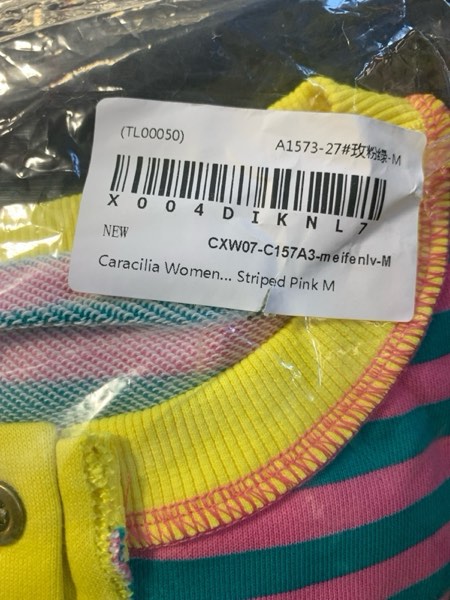 (TL00050)
A1573-27#玫粉绿-M
X004DIKNL7
NEW
CXW07-C157A3-meifenlv-M
Caracilia Women... Striped Pink M